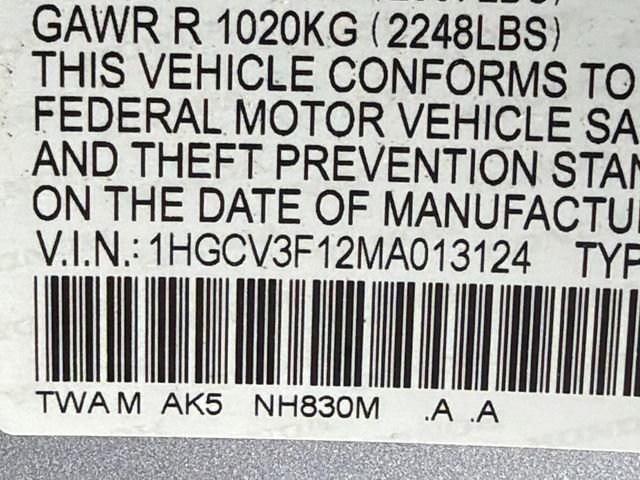 GAWR R 1020KG (2248LBS)
THIS VEHICLE CONFORMS TO
FEDERAL MOTOR VEHICLE SA
AND THEFT PREVENTION STAN
ON THE DATE OF MANUFACTU
V.I.N.: 1HGCV3F12MA013124 TYP
TWAM AK5 NH830M .A .A